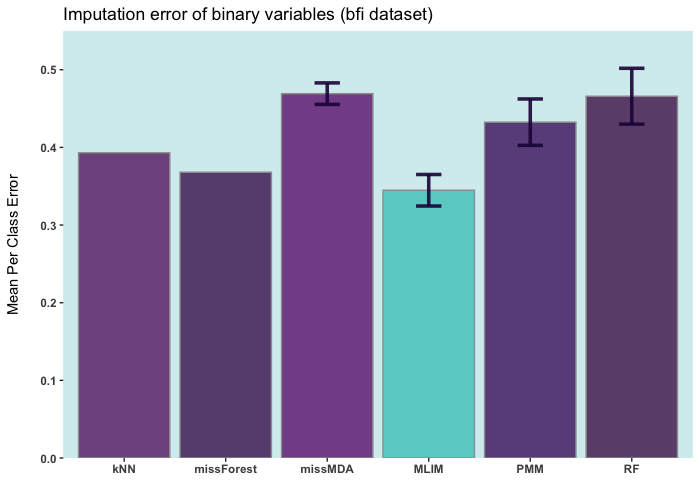 Imputation error of binary variables (bfi dataset)
Mean Per Class Error
0.5
0.4
0.3
0.2
0.1
0.0
kNN missForest missMDA MLIM PMM RF